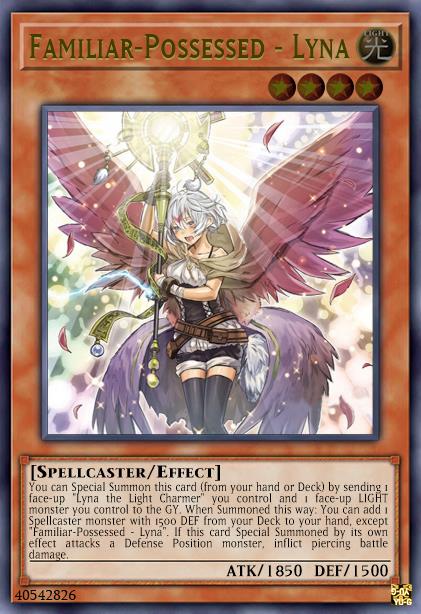 Familiar-Possessed - Lyna
LIGHT
光
[Spellcaster/Effect]
You can Special Summon this card (from your hand or Deck) by sending 1
face-up "Lyna the Light Charmer" you control and 1 face-up LIGHT
monster you control to the GY. When Summoned this way: You can add 1
Spellcaster monster with 1500 DEF from your Deck to your hand, except
"Familiar-Possessed - Lyna". If this card Special Summoned by its own
effect attacks a Defense Position monster, inflict piercing battle
damage.
ATK/1850 DEF/1500
40542826